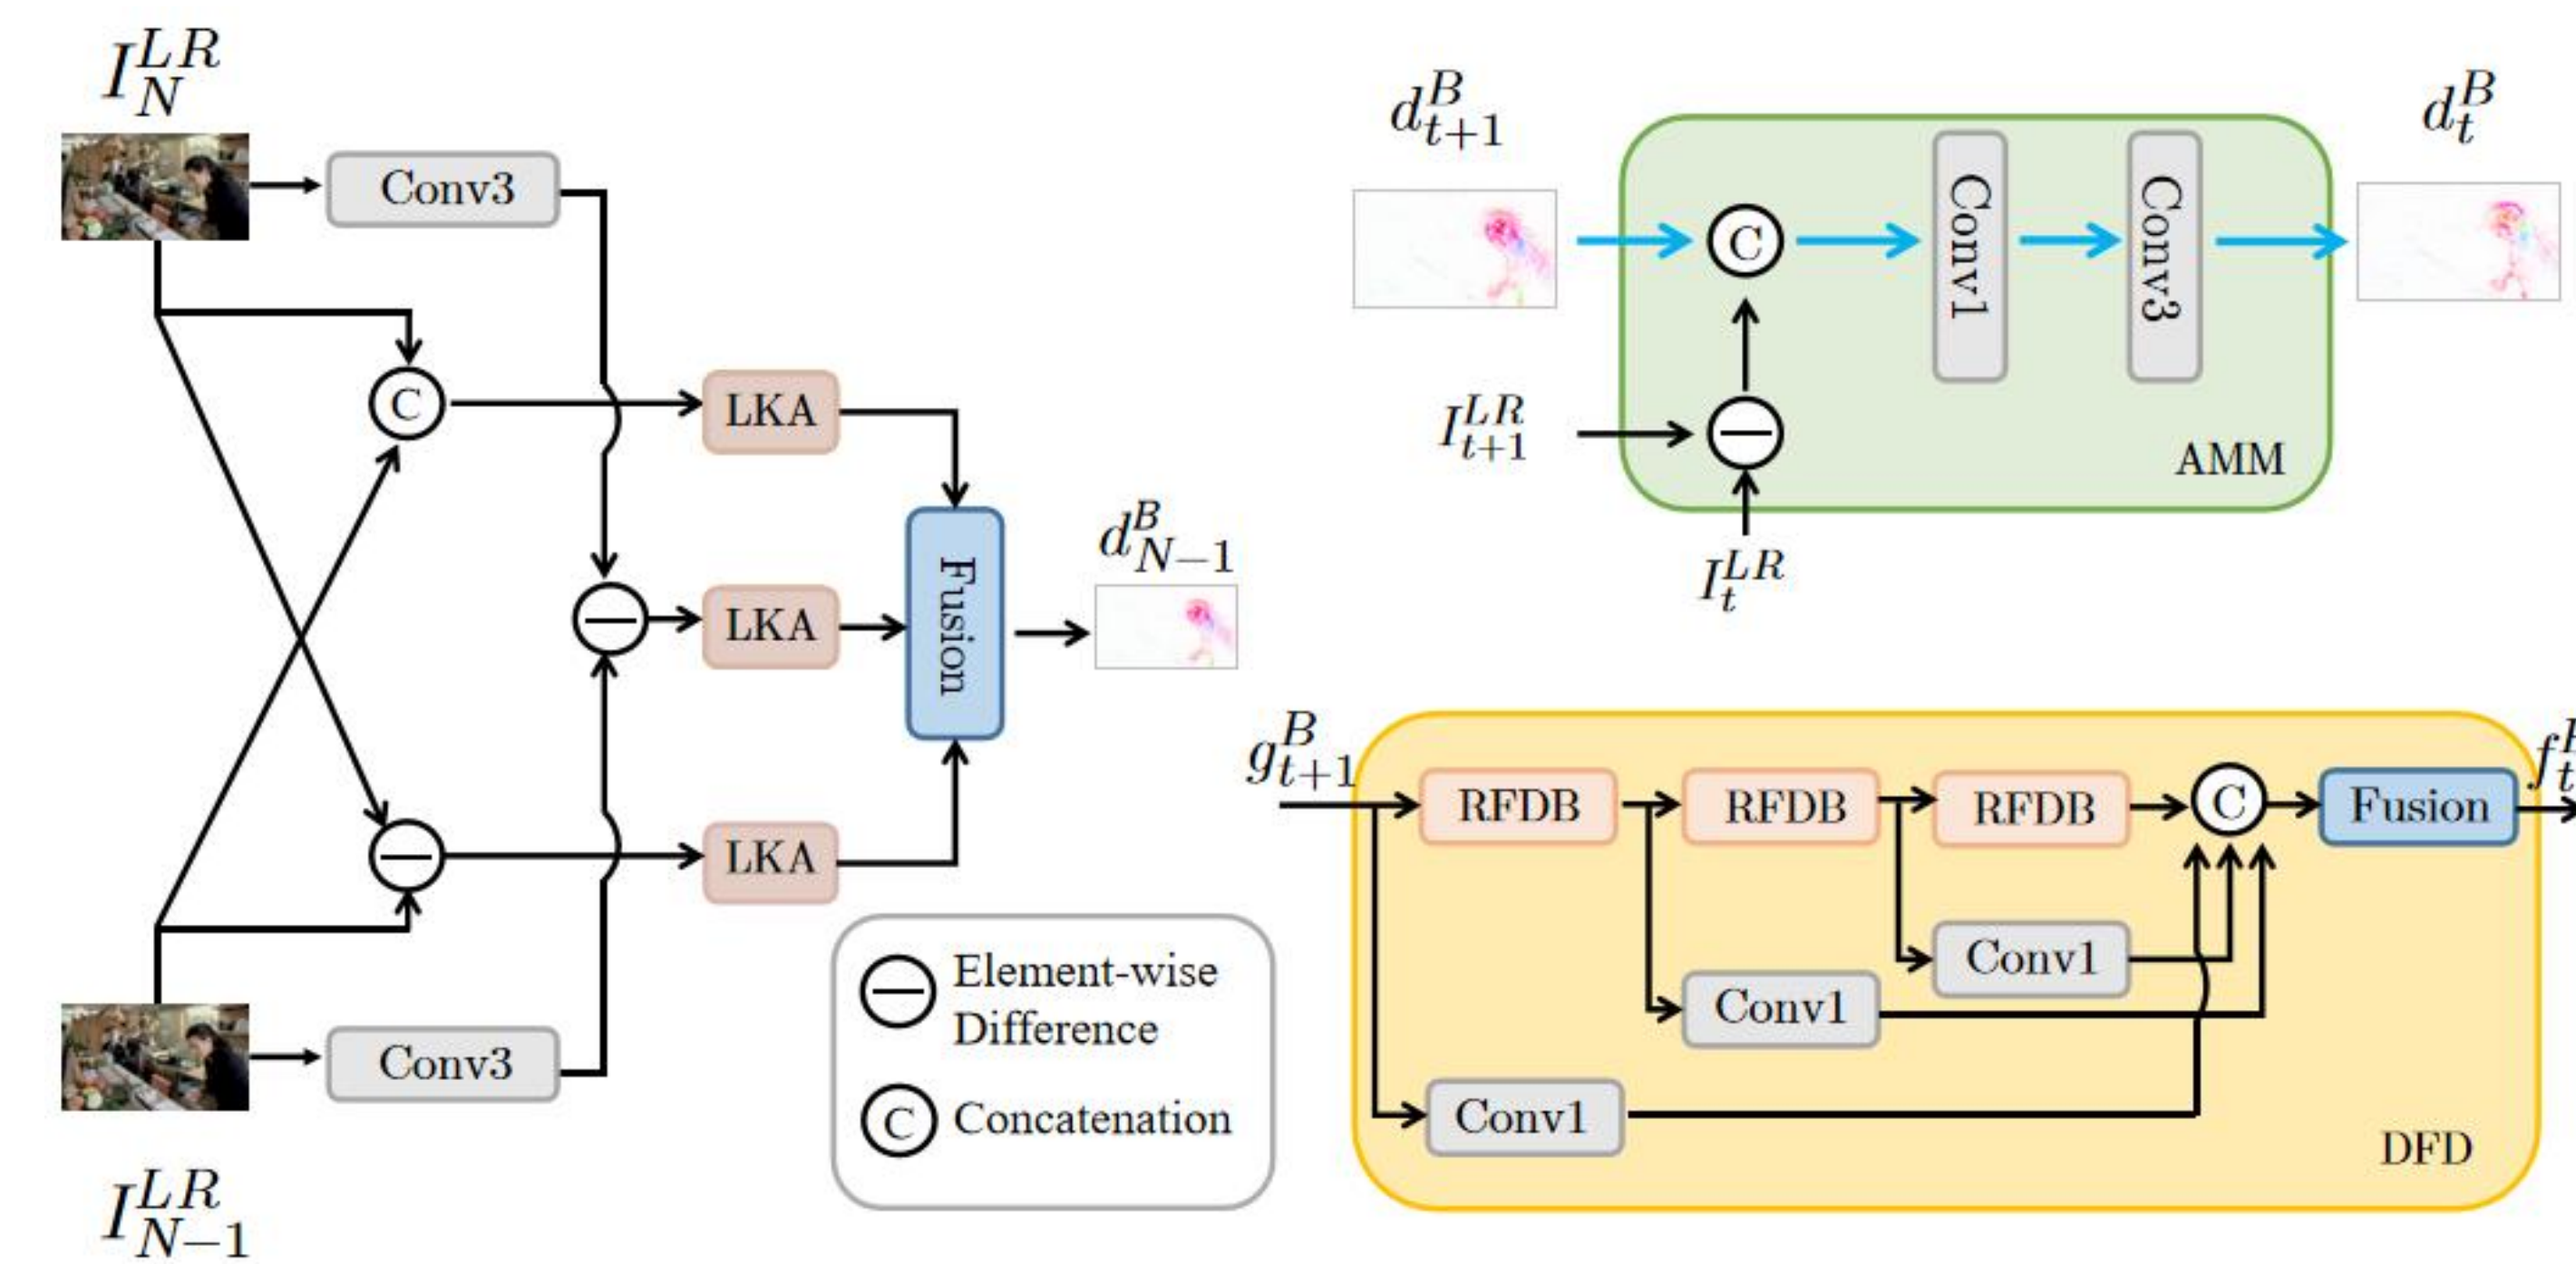 I_N^{LR}
Conv3
C
LKA
LKA
LKA
Fusion
d_{N-1}^B
Conv3
I_{N-1}^{LR}
Element-wise
Difference
C Concatenation
d_{t+1}^B
C
Conv1
Conv3
d_t^B
I_{t+1}^{LR}
AMM
I_t^{LR}
g_{t+1}^B
RFDB
RFDB
RFDB
C
Fusion
Conv1
Conv1
Conv1
DFD